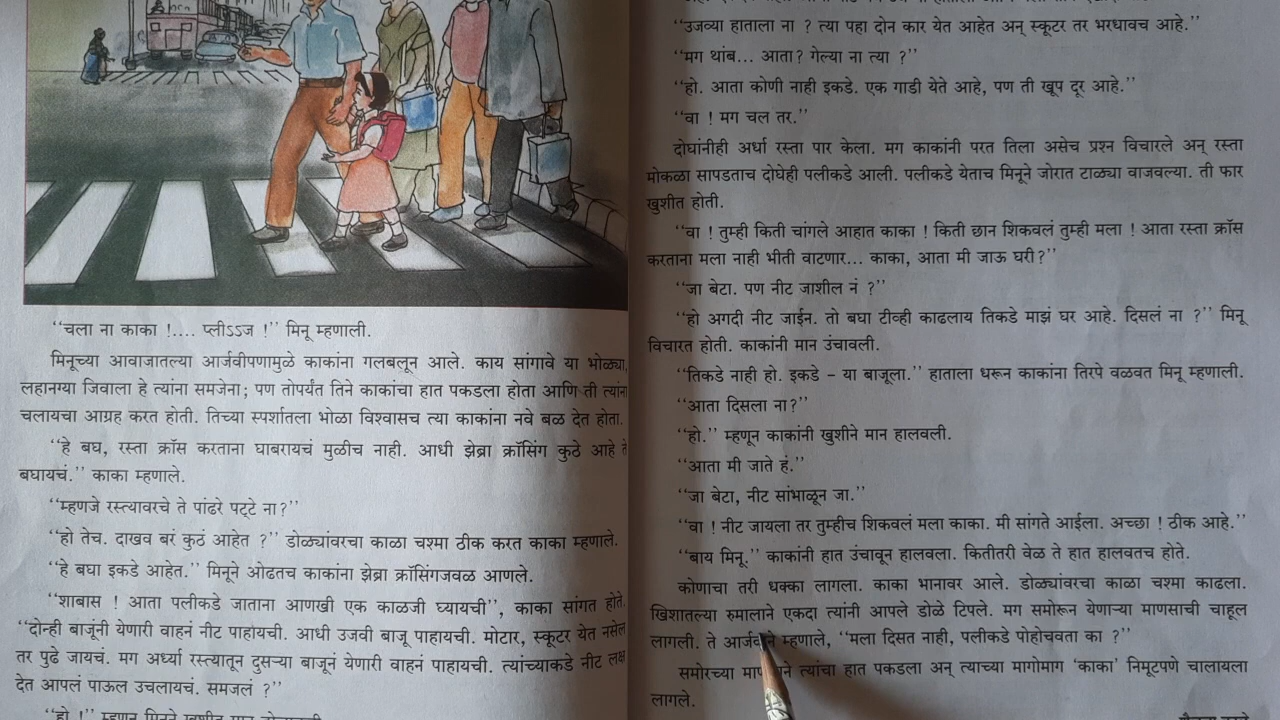 “चला ना काका !.... प्लीऽऽज !” मिनू म्हणाली.
मिनूच्या आवाजातल्या आर्जवीपणामुळे काकांना गलबलून आले. काय सांगावे या भोळ्या,
लहानग्या जिवाला हे त्यांना समजेना; पण तोपर्यंत तिने काकांचा हात पकडला होता आणि ती त्यांना
चलायचा आग्रह करत होती. तिच्या स्पर्शातला भोळा विश्वासच त्या काकांना नवे बळ देत होता.
“हे बघ, रस्ता क्रॉस करताना घाबरायचं मुळीच नाही. आधी झेब्रा क्रॉसिंग कुठे आहे ते
बघायचं.” काका म्हणाले.
“म्हणजे रस्त्यावरचे ते पांढरे पट्टे ना?”
“हो तेच. दाखव बरं कुठं आहेत ?” डोळ्यांवरचा काळा चश्मा ठीक करत काका म्हणाले.
“हे बघा इकडे आहेत.” मिनूने ओढतच काकांना झेब्रा क्रॉसिंगजवळ आणले.
“शाबास ! आता पलीकडे जाताना आणखी एक काळजी घ्यायची”, काका सांगत होते.
“दोन्ही बाजूंनी येणारी वाहनं नीट पाहायची. आधी उजवी बाजू पाहायची. मोटार, स्कूटर येत नसेल
तर पुढे जायचं. मग अर्ध्या रस्त्यातून दुसऱ्या बाजूनं येणारी वाहनं पाहायची. त्यांच्याकडे नीट लक्ष
देत आपलं पाऊल उचलायचं. समजलं ?”
“हो !”
“उजव्या हाताला ना ? त्या पहा दोन कार येत आहेत अन् स्कूटर तर भरधावच आहे.”
“मग थांब... आता? गेल्या ना त्या ?”
“हो. आता कोणी नाही इकडे. एक गाडी येते आहे, पण ती खूप दूर आहे.”
“वा ! मग चल तर.”
दोघांनीही अर्धा रस्ता पार केला. मग काकांनी परत तिला असेच प्रश्न विचारले अन् रस्ता
मोकळा सापडताच दोघेही पलीकडे आली. पलीकडे येताच मिनूने जोरात टाळ्या वाजवल्या. ती फार
खुशीत होती.
“वा ! तुम्ही किती चांगले आहात काका ! किती छान शिकवलं तुम्ही मला ! आता रस्ता क्रॉस
करताना मला नाही भीती वाटणार... काका, आता मी जाऊ घरी?”
“जा बेटा. पण नीट जाशील नं ?”
“हो अगदी नीट जाईन. तो बघा टीव्ही काढलाय तिकडे माझं घर आहे. दिसलं ना ?” मिनू
विचारत होती. काकांनी मान उंचावली.
“तिकडे नाही हो. इकडे – या बाजूला.” हाताला धरून काकांना तिरपे वळवत मिनू म्हणाली.
“आता दिसला ना?”
“हो.” म्हणून काकांनी खुशीने मान हालवली.
“आता मी जाते हं.”
“जा बेटा, नीट सांभाळून जा.”
“वा ! नीट जायला तर तुम्हीच शिकवलं मला काका. मी सांगते आईला. अच्छा ! ठीक आहे.”
“बाय मिनू.” काकांनी हात उंचावून हालवला. कितीतरी वेळ ते हात हालवतच होते.
कोणाचा तरी धक्का लागला. काका भानावर आले. डोळ्यांवरचा काळा चश्मा काढला.
खिशातल्या रुमालाने एकदा त्यांनी आपले डोळे टिपले. मग समोरून येणाऱ्या माणसाची चाहूल
लागली. ते म्हणाले, “मला दिसत नाही, पलीकडे पोहोचवता का ?”
समोरच्या त्यांचा हात पकडला अन् त्याच्या मागोमाग ‘काका’ निमूटपणे चालायला
लागले.